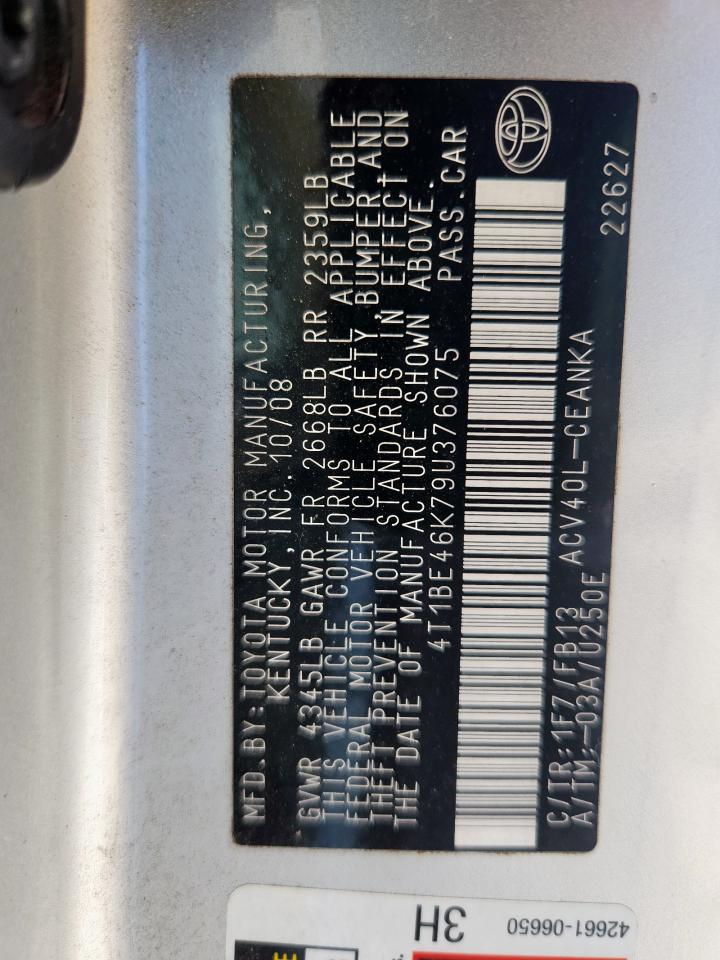 MFD.BY:TOYOTA MOTOR MANUFACTURING,
KENTUCKY,INC. 10/08
GVWR 4345LB GAWR FR 2668LB RR 2359LB
THIS VEHICLE CONFORMS TO ALL APPLICABLE
FEDERAL MOTOR VEHICLE SAFETY, BUMPER,AND
THEFT PREVENTION STANDARDS IN EFFECT ON
THE DATE OF MANUFACTURE SHOWN ABOVE.
4T1BE46K79U376075 PASS.CAR
C/TR:1F7/FB13 ACV40L-CEANKA 22627
A/TM:-03A/U250E
42661-06650
3H